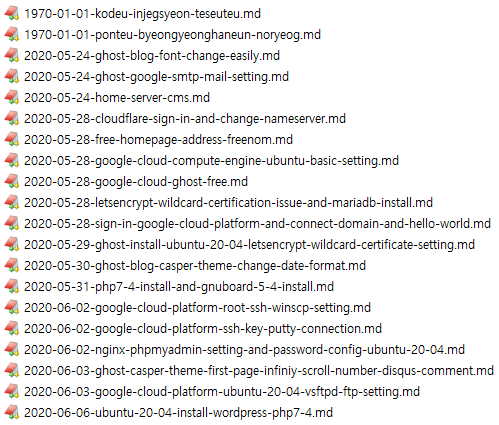 1970-01-01-kodeu-injegsyeon-teseuteu.md
1970-01-01-ponteu-byeongyeonghaneun-noryeog.md
2020-05-24-ghost-blog-font-change-easily.md
2020-05-24-ghost-google-smtp-mail-setting.md
2020-05-24-home-server-cms.md
2020-05-28-cloudflare-sign-in-and-change-nameserver.md
2020-05-28-free-homepage-address-freenom.md
2020-05-28-google-cloud-compute-engine-ubuntu-basic-setting.md
2020-05-28-google-cloud-ghost-free.md
2020-05-28-letsencrypt-wildcard-certification-issue-and-mariadb-install.md
2020-05-28-sign-in-google-cloud-platform-and-connect-domain-and-hello-world.md
2020-05-29-ghost-install-ubuntu-20-04-letsencrypt-wildcard-certificate-setting.md
2020-05-30-ghost-blog-casper-theme-change-date-format.md
2020-05-31-php7-4-install-and-gnuboard-5-4-install.md
2020-06-02-google-cloud-platform-root-ssh-winscp-setting.md
2020-06-02-google-cloud-platform-ssh-key-putty-connection.md
2020-06-02-nginx-phpmyadmin-setting-and-password-config-ubuntu-20-04.md
2020-06-03-ghost-casper-theme-first-page-infiniy-scroll-number-disqus-comment.md
2020-06-03-google-cloud-platform-ubuntu-20-04-vsftpd-ftp-setting.md
2020-06-06-ubuntu-20-04-install-wordpress-php7-4.md